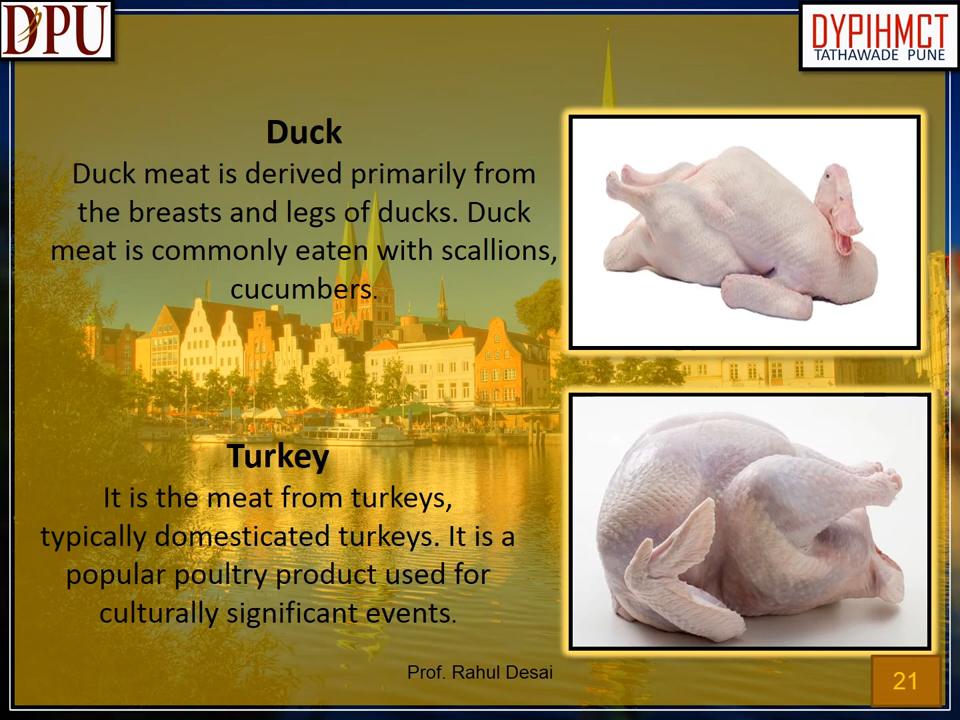 DPU
DYPIHMCT
TATHAWADE PUNE
Duck
Duck meat is derived primarily from
the breasts and legs of ducks. Duck
meat is commonly eaten with scallions,
cucumbers.
Turkey
It is the meat from turkeys,
typically domesticated turkeys. It is a
popular poultry product used for
culturally significant events.
Prof. Rahul Desai
21